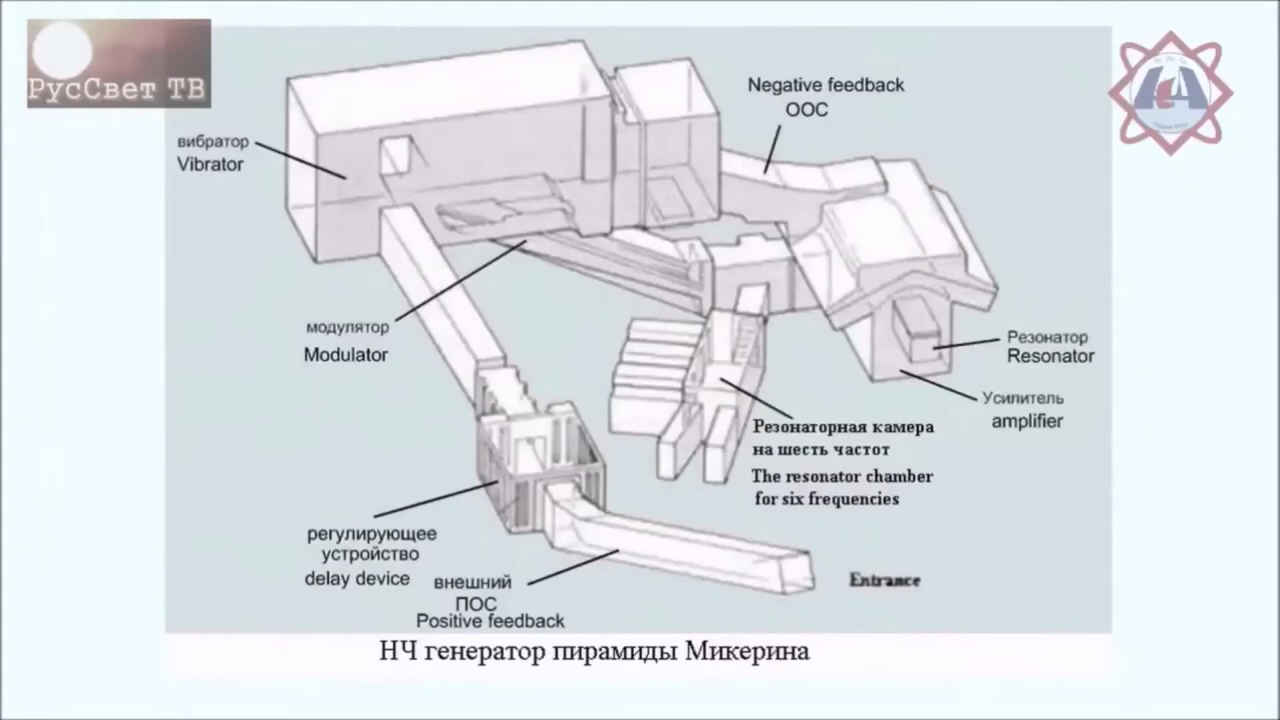 РусСвет ТВ
Negative feedback
ООС
вибратор
Vibrator
модулятор
Modulator
Резонатор
Resonator
Усилитель
amplifier
Резонаторная камера
на шесть частот
The resonator chamber
for six frequencies
регулирующее
устройство
delay device
внешний
ПОС
Positive feedback
Entrance
НЧ генератор пирамиды Микерина